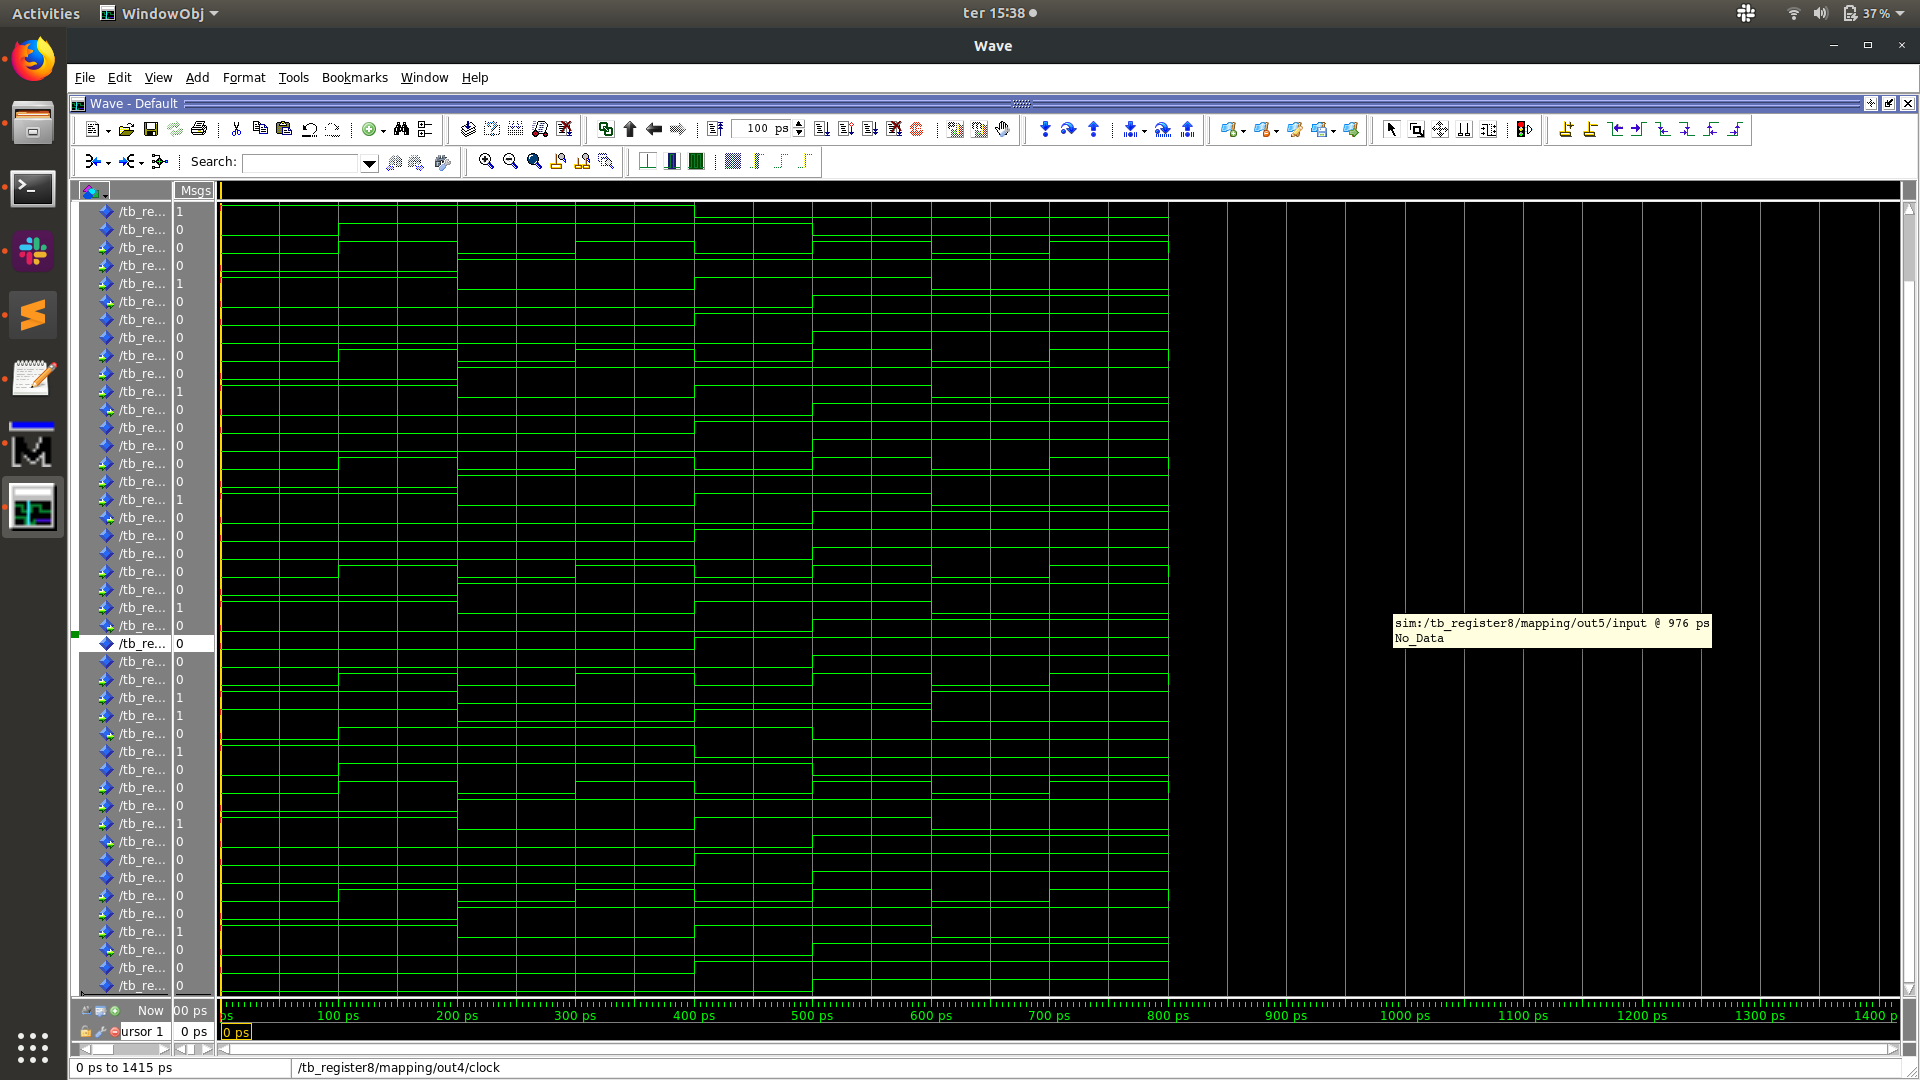 Activities
WindowObj
ter 15:38
37%
Wave
File Edit View Add Format Tools Bookmarks Window Help
Wave - Default
100 ps
Search:
Msgs
/tb_re... 1
/tb_re... 0
/tb_re... 0
/tb_re... 0
/tb_re... 1
/tb_re... 0
/tb_re... 0
/tb_re... 0
/tb_re... 0
/tb_re... 0
/tb_re... 1
/tb_re... 0
/tb_re... 0
/tb_re... 0
/tb_re... 0
/tb_re... 0
/tb_re... 1
/tb_re... 0
/tb_re... 0
/tb_re... 0
/tb_re... 0
/tb_re... 0
/tb_re... 1
/tb_re... 0
/tb_re... 0
/tb_re... 0
/tb_re... 0
/tb_re... 1
/tb_re... 1
/tb_re... 0
/tb_re... 1
/tb_re... 0
/tb_re... 0
/tb_re... 0
/tb_re... 1
/tb_re... 0
/tb_re... 0
/tb_re... 0
/tb_re... 0
/tb_re... 0
/tb_re... 1
/tb_re... 0
/tb_re... 0
/tb_re... 0
sim:/tb_register8/mapping/out5/input @ 976 ps
No_Data
Now 00 ps
ps 100 ps 200 ps 300 ps 400 ps 500 ps 600 ps 700 ps 800 ps 900 ps 1000 ps 1100 ps 1200 ps 1300 ps 1400 p
ursor 1 0 ps 0 ps
0 ps to 1415 ps
/tb_register8/mapping/out4/clock